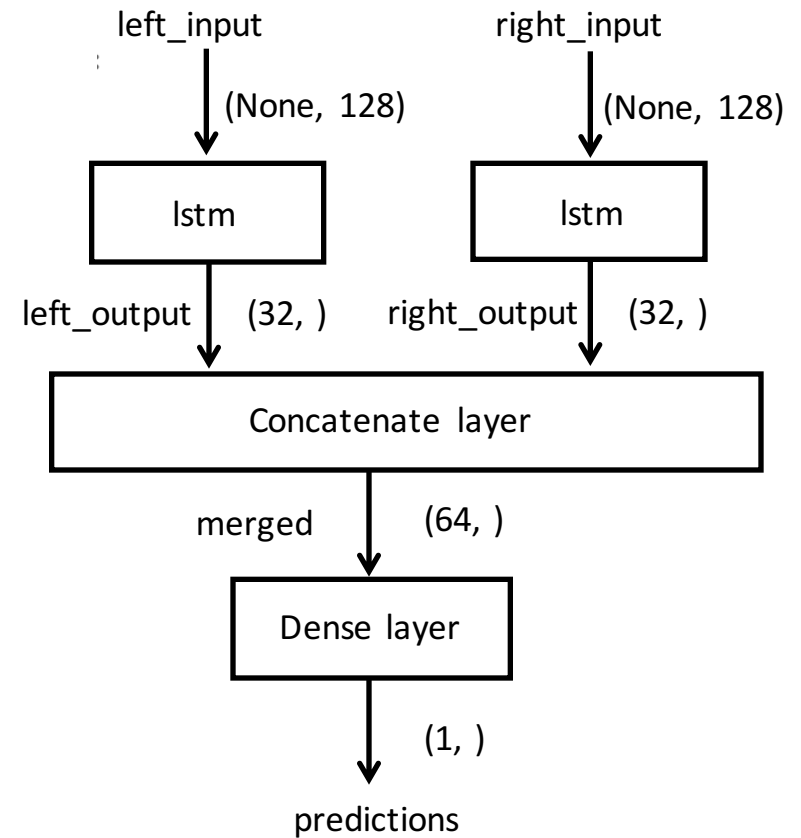 left_input right_input
:
(None, 128) (None, 128)
lstm lstm
left_output (32, ) right_output (32, )
Concatenate layer
merged (64, )
Dense layer
(1, )
predictions